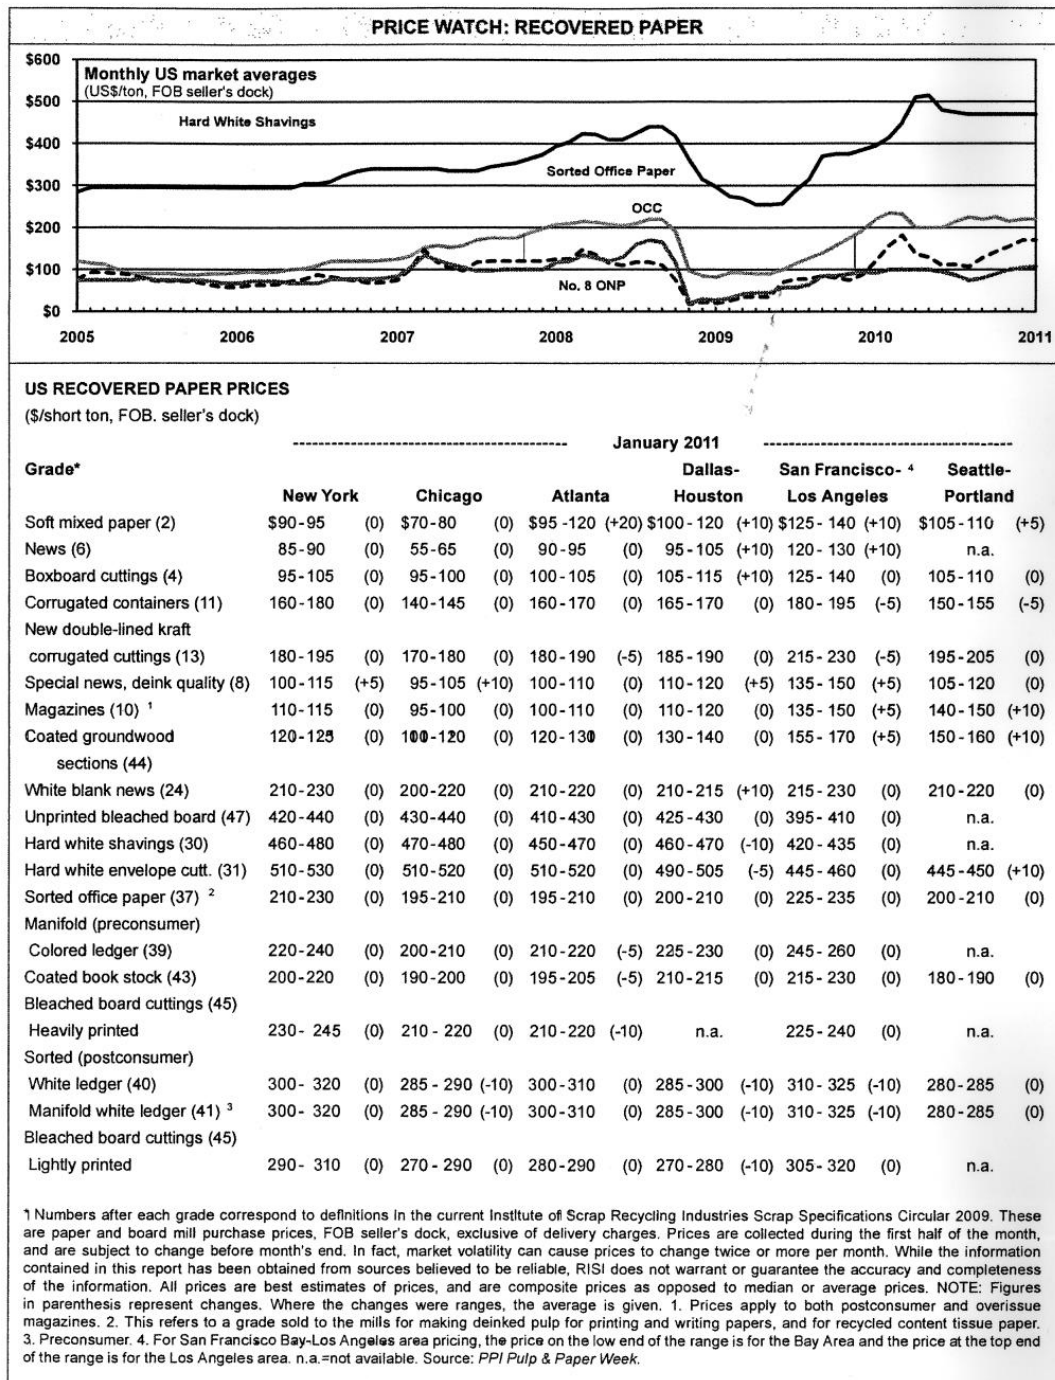 PRICE WATCH: RECOVERED PAPER
$600
Monthly US market averages
(US$/ton, FOB seller's dock)
$500
Hard White Shavings
$400
Sorted Office Paper
$300
OCC
$200
$100
No. 8 ONP
$0
2005 2006 2007 2008 2009 2010 2011
US RECOVERED PAPER PRICES
($/short ton, FOB. seller's dock)
January 2011
Grade* Dallas- San Francisco- 4 Seattle-
New York Chicago Atlanta Houston Los Angeles Portland
Soft mixed paper (2) $90-95 (0) $70-80 (0) $95-120 (+20) $100-120 (+10) $125-140 (+10) $105-110 (+5)
News (6) 85-90 (0) 55-65 (0) 90-95 (0) 95-105 (+10) 120-130 (+10) n.a.
Boxboard cuttings (4) 95-105 (0) 95-100 (0) 100-105 (0) 105-115 (+10) 125-140 (0) 105-110 (0)
Corrugated containers (11) 160-180 (0) 140-145 (0) 160-170 (0) 165-170 (0) 180-195 (-5) 150-155 (-5)
New double-lined kraft
corrugated cuttings (13) 180-195 (0) 170-180 (0) 180-190 (-5) 185-190 (0) 215-230 (-5) 195-205 (0)
Special news, deink quality (8) 100-115 (+5) 95-105 (+10) 100-110 (0) 110-120 (+5) 135-150 (+5) 105-120 (0)
Magazines (10) 1 110-115 (0) 95-100 (0) 100-110 (0) 110-120 (0) 135-150 (+5) 140-150 (+10)
Coated groundwood 120-125 (0) 100-120 (0) 120-130 (0) 130-140 (0) 155-170 (+5) 150-160 (+10)
sections (44)
White blank news (24) 210-230 (0) 200-220 (0) 210-220 (0) 210-215 (+10) 215-230 (0) 210-220 (0)
Unprinted bleached board (47) 420-440 (0) 430-440 (0) 410-430 (0) 425-430 (0) 395-410 (0) n.a.
Hard white shavings (30) 460-480 (0) 470-480 (0) 450-470 (0) 460-470 (-10) 420-435 (0) n.a.
Hard white envelope cutt. (31) 510-530 (0) 510-520 (0) 510-520 (0) 490-505 (-5) 445-460 (0) 445-450 (+10)
Sorted office paper (37) 2 210-230 (0) 195-210 (0) 195-210 (0) 200-210 (0) 225-235 (0) 200-210 (0)
Manifold (preconsumer)
Colored ledger (39) 220-240 (0) 200-210 (0) 210-220 (-5) 225-230 (0) 245-260 (0) n.a.
Coated book stock (43) 200-220 (0) 190-200 (0) 195-205 (-5) 210-215 (0) 215-230 (0) 180-190 (0)
Bleached board cuttings (45)
Heavily printed 230-245 (0) 210-220 (0) 210-220 (-10) n.a. 225-240 (0) n.a.
Sorted (postconsumer)
White ledger (40) 300-320 (0) 285-290 (-10) 300-310 (0) 285-300 (-10) 310-325 (-10) 280-285 (0)
Manifold white ledger (41) 3 300-320 (0) 285-290 (-10) 300-310 (0) 285-300 (-10) 310-325 (-10) 280-285 (0)
Bleached board cuttings (45)
Lightly printed 290-310 (0) 270-290 (0) 280-290 (0) 270-280 (-10) 305-320 (0) n.a.
*) Numbers after each grade correspond to definitions in the current Institute of Scrap Recycling Industries Scrap Specifications Circular 2009. These
are paper and board mill purchase prices, FOB seller's dock, exclusive of delivery charges. Prices are collected during the first half of the month,
and are subject to change before month's end. In fact, market volatility can cause prices to change twice or more per month. While the information
contained in this report has been obtained from sources believed to be reliable, RISI does not warrant or guarantee the accuracy and completeness
of the information. All prices are best estimates of prices, and are composite prices as opposed to median or average prices. NOTE: Figures
in parenthesis represent changes. Where the changes were ranges, the average is given. 1. Prices apply to both postconsumer and overissue
magazines. 2. This refers to a grade sold to the mills for making deinked pulp for printing and writing papers, and for recycled content tissue paper.
3. Preconsumer. 4. For San Francisco Bay-Los Angeles area pricing, the price on the low end of the range is for the Bay Area and the price at the top end
of the range is for the Los Angeles area. n.a.=not available. Source: PPI Pulp & Paper Week.